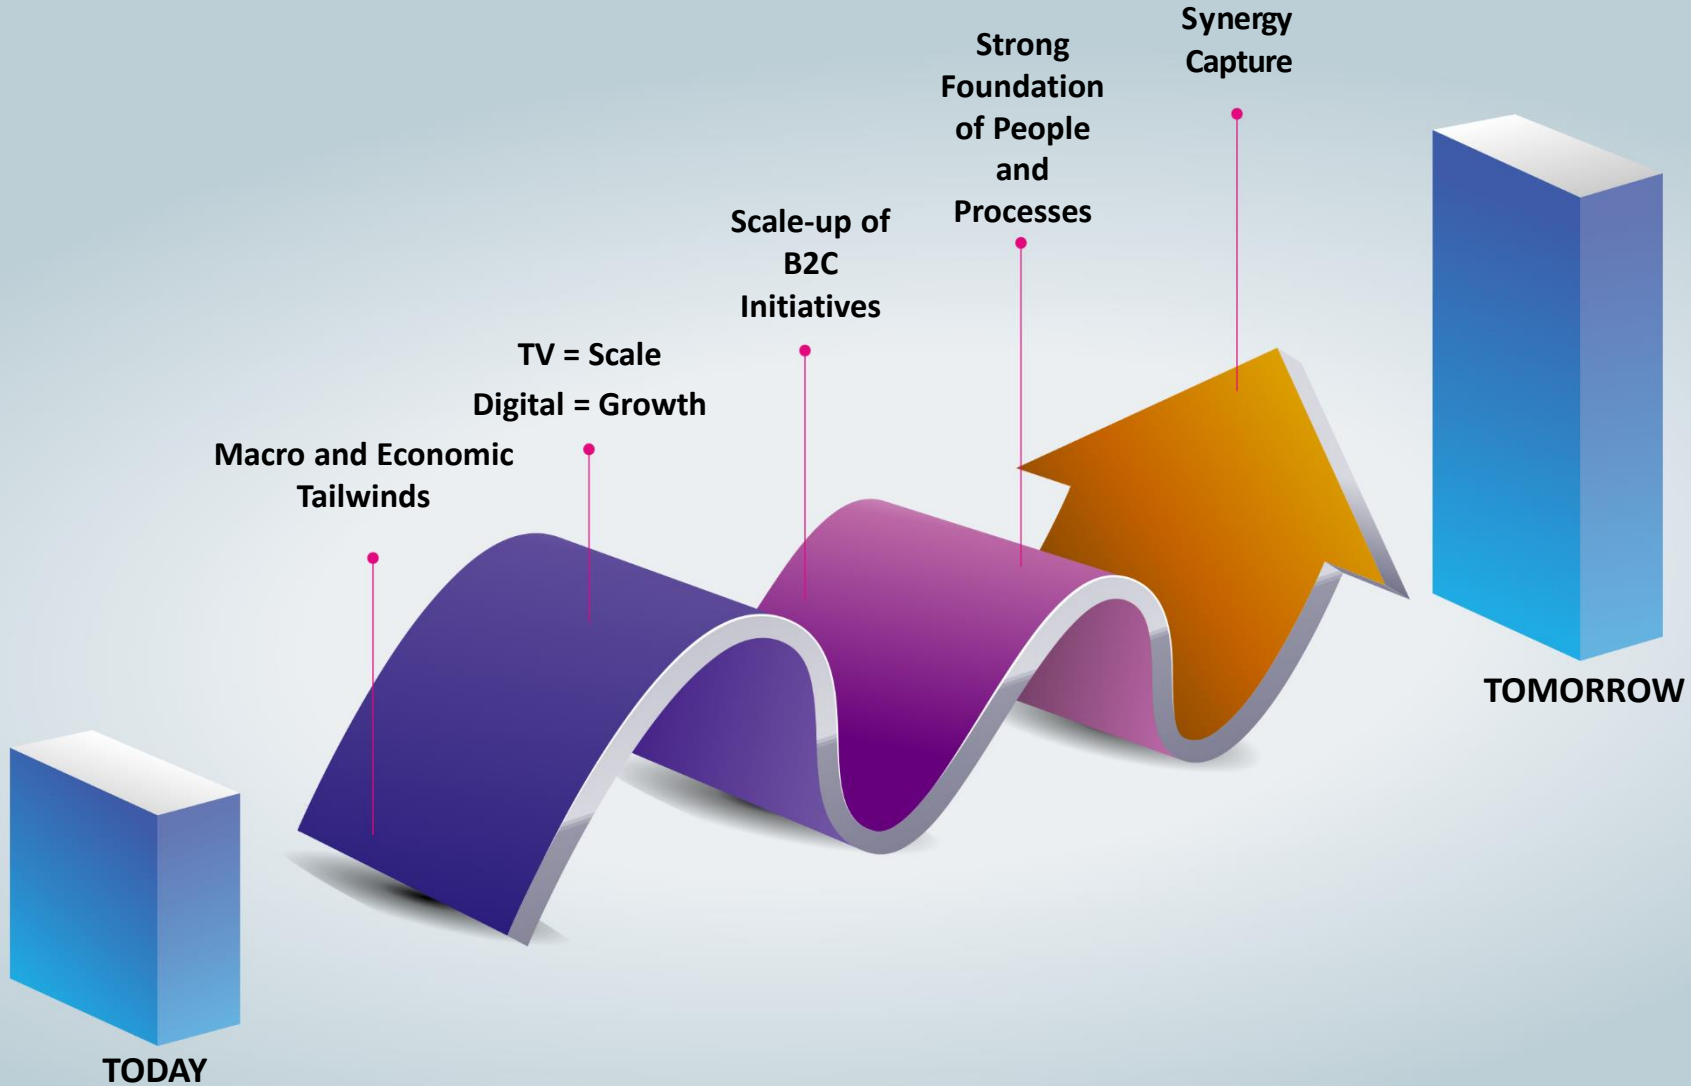 Synergy
Capture
Strong
Foundation
of People
and
Processes
Scale-up of
B2C
Initiatives
TV = Scale
Digital = Growth
Macro and Economic
Tailwinds
TOMORROW
TODAY